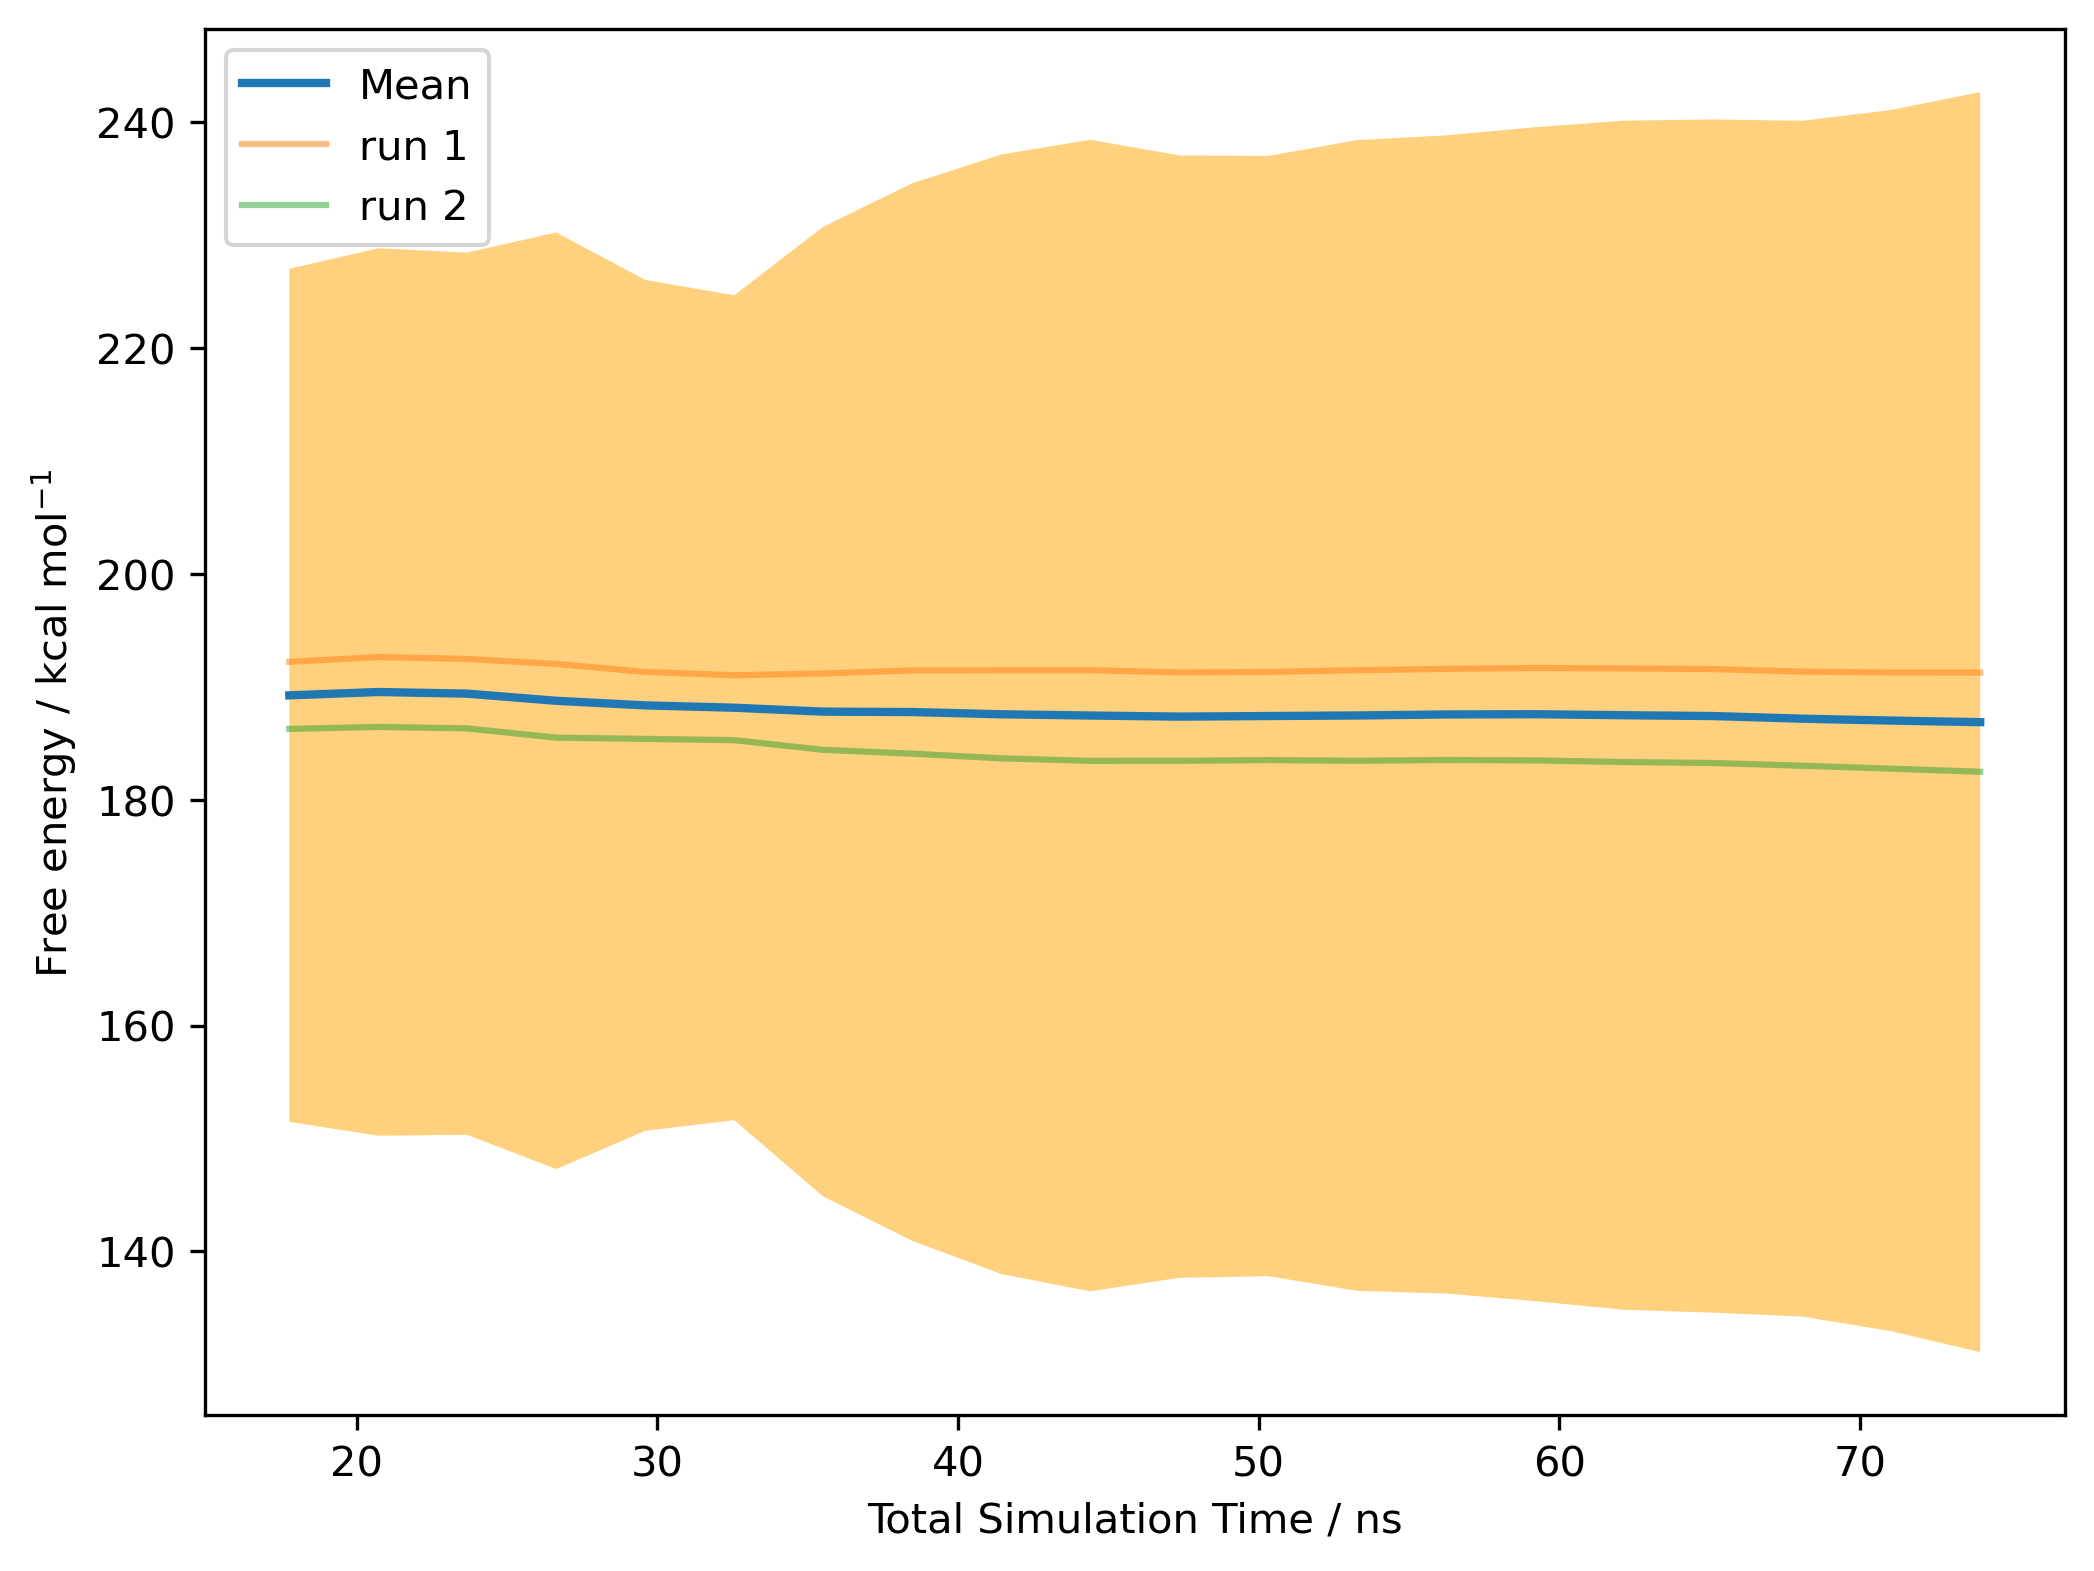 Mean
run 1
run 2
240
220
200
180
160
140
Free energy / kcal mol⁻¹
20 30 40 50 60 70
Total Simulation Time / ns